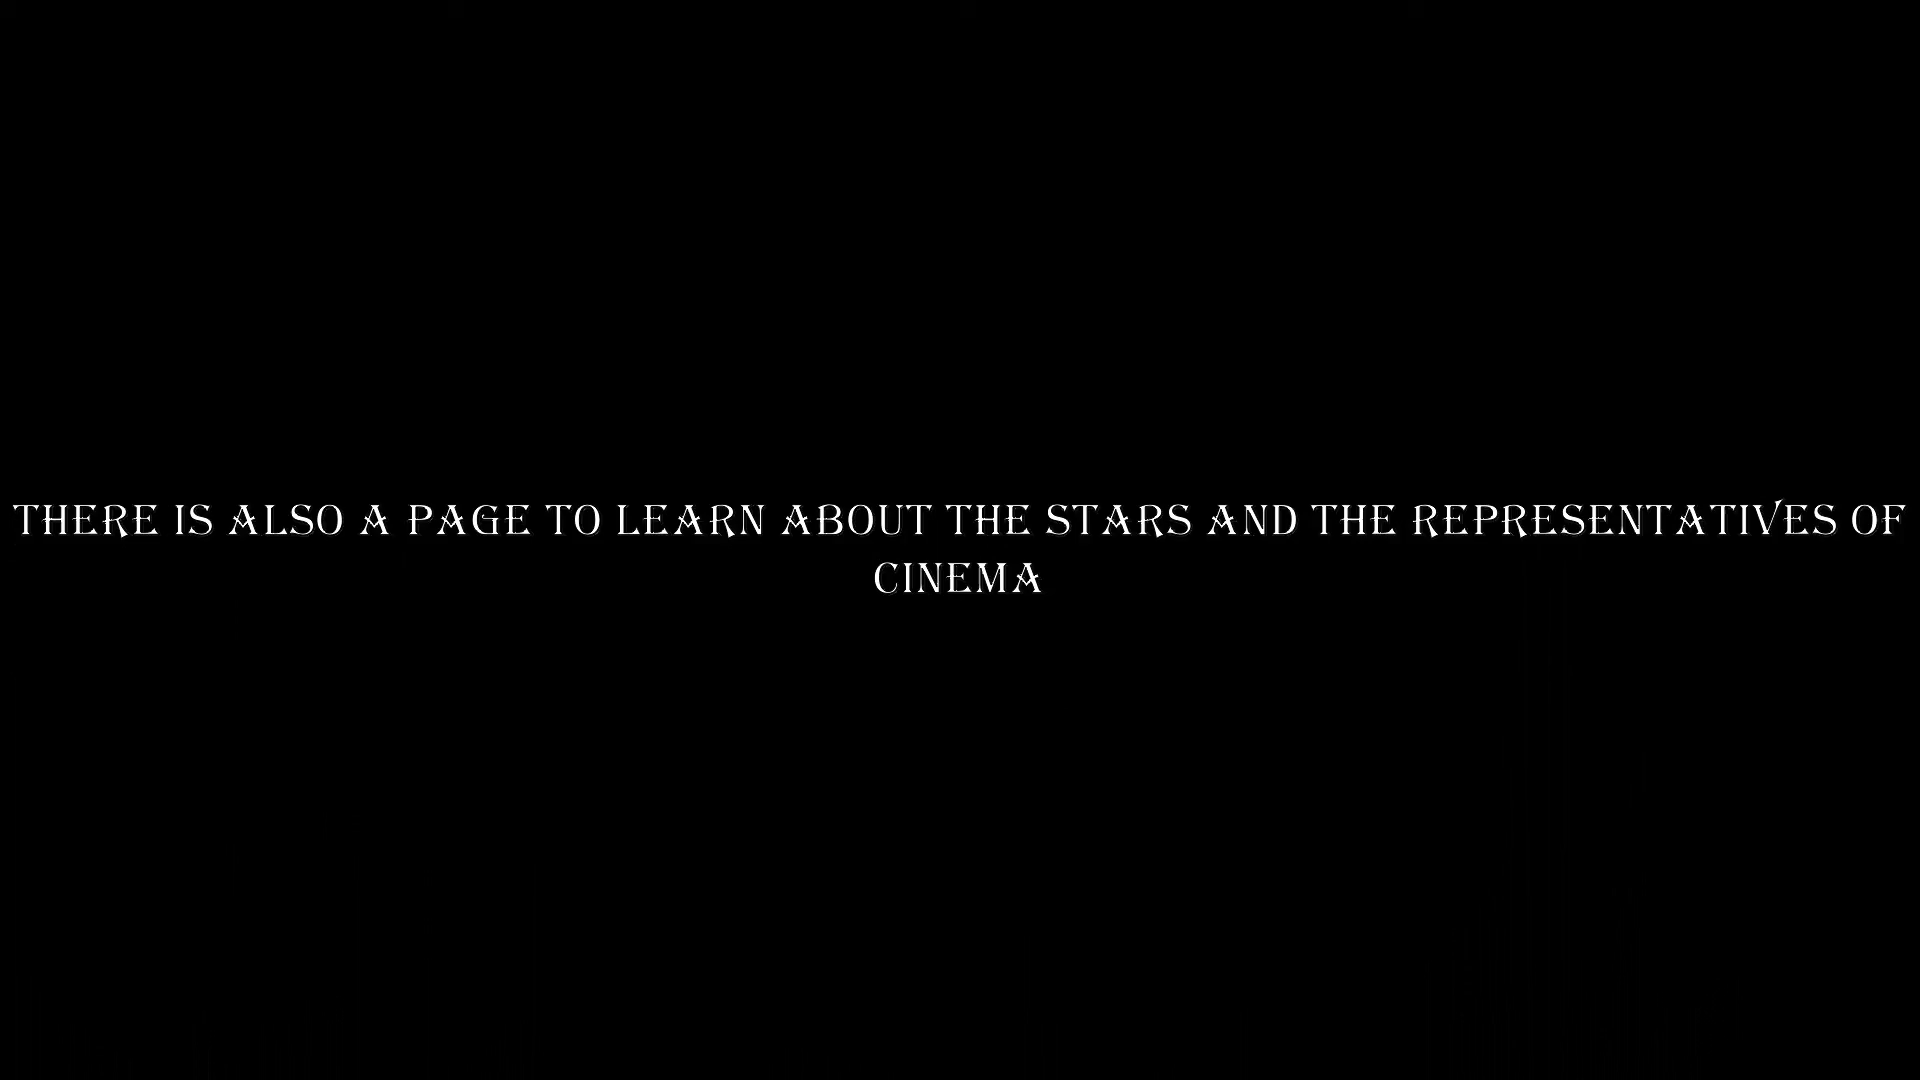 THERE IS ALSO A PAGE TO LEARN ABOUT THE STARS AND THE REPRESENTATIVES OF
CINEMA